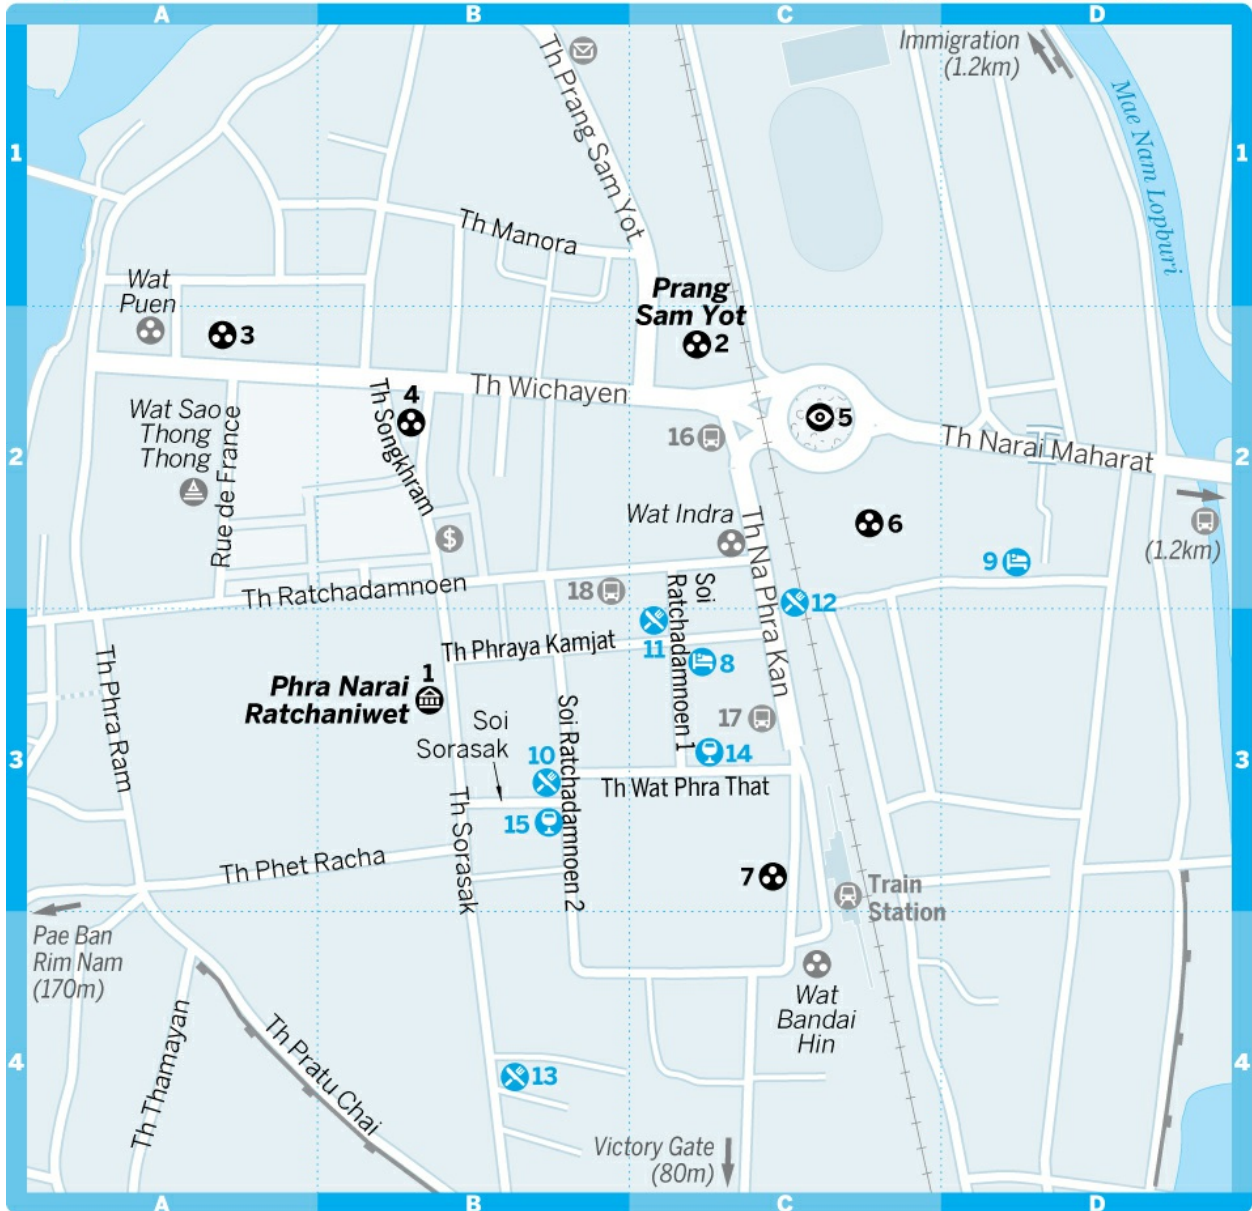 A
B
C
D
1
1
Immigration
(1.2km)
Mae Nam Lopburi
Th Prang Sam Yot
Th Manora
Wat
Puen
Prang
Sam Yot
3
2
Th Wichayen
4
Th Songkhram
5
Wat Sao
Thong
Thong
Rue de France
16
Th Narai Maharat
2
2
$
Wat Indra
6
(1.2km)
9
Th Na Phra Kan
Th Ratchadamnoen
18
Soi
Ratchadamnoen 1
12
11
Th Phraya Kamjat
8
1
Phra Narai
Ratchaniwet
Th Phra Ram
Soi
Sorasak
Soi Ratchadamnoen 2
17
14
3
3
10
Th Wat Phra That
15
Th Sorasak
Th Phet Racha
7
Train
Station
Pae Ban
Rim Nam
(170m)
Wat
Bandai
Hin
Th Thamayan
Th Pratu Chai
4
4
13
Victory Gate
(80m)
A
B
C
D